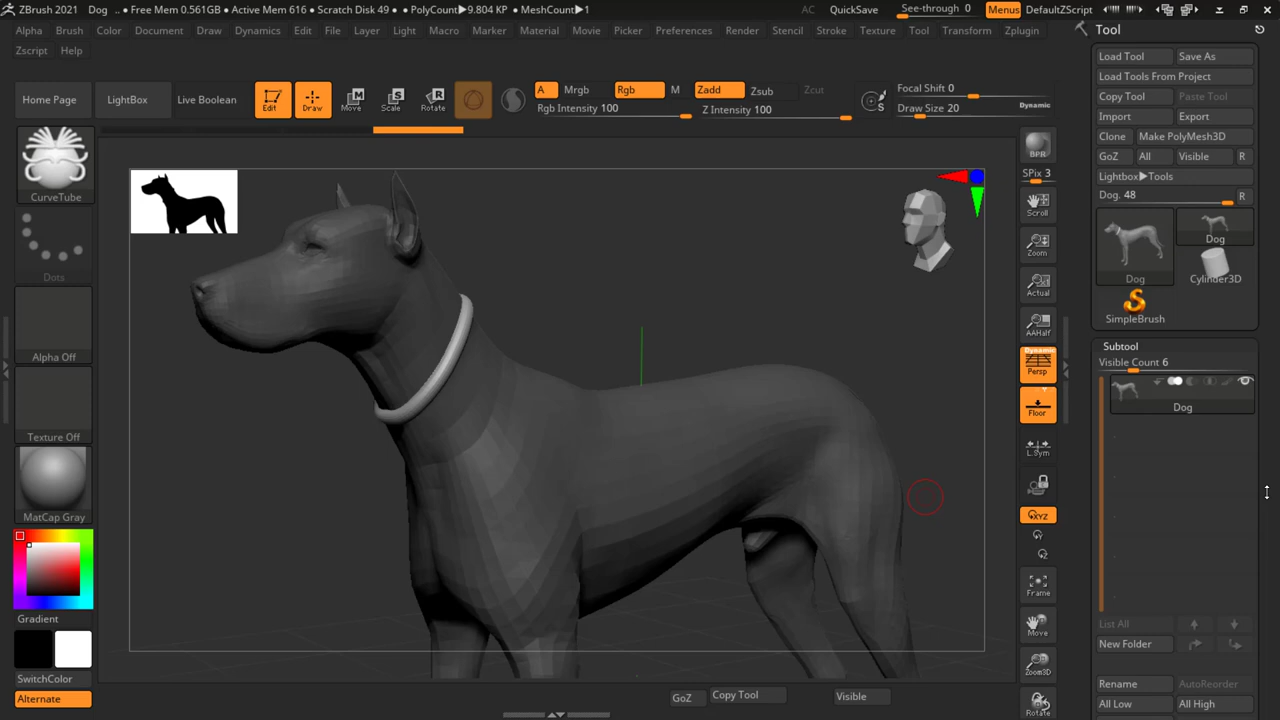 ZBrush 2021 Dog .. ● Free Mem 0.561GB ● Active Mem 616 ● Scratch Disk 49 ● PolyCount▶9.804 KP ● MeshCount▶1 AC QuickSave See-through 0 Menus DefaultZScript
Alpha Brush Color Document Draw Dynamics Edit File Layer Light Macro Marker Material Movie Picker Preferences Render Stencil Stroke Texture Tool Transform Zplugin
Zscript Help
Home Page LightBox Live Boolean Edit Draw Move Scale Rotate
A Mrgb Rgb M Zadd Zsub Zcut
Rgb Intensity 100 Z Intensity 100
Focal Shift 0
Draw Size 20 Dynamic
S
CurveTube
Dots
Alpha Off
Texture Off
MatCap Gray
Gradient
SwitchColor
Alternate
BPR
SPix 3
Scroll
Zoom
Actual
AAHalf
Dynamic
Persp
Floor
L.Sym
XYZ
Y
Z
Frame
Move
Zoom3D
Rotate
GoZ Copy Tool Visible
Tool
Load Tool Save As
Load Tools From Project
Copy Tool Paste Tool
Import Export
Clone Make PolyMesh3D
GoZ All Visible R
Lightbox▶Tools
Dog. 48 R
Dog
Dog
Cylinder3D
SimpleBrush
Subtool
Visible Count 6
Dog
List All
New Folder
Rename AutoReorder
All Low All High